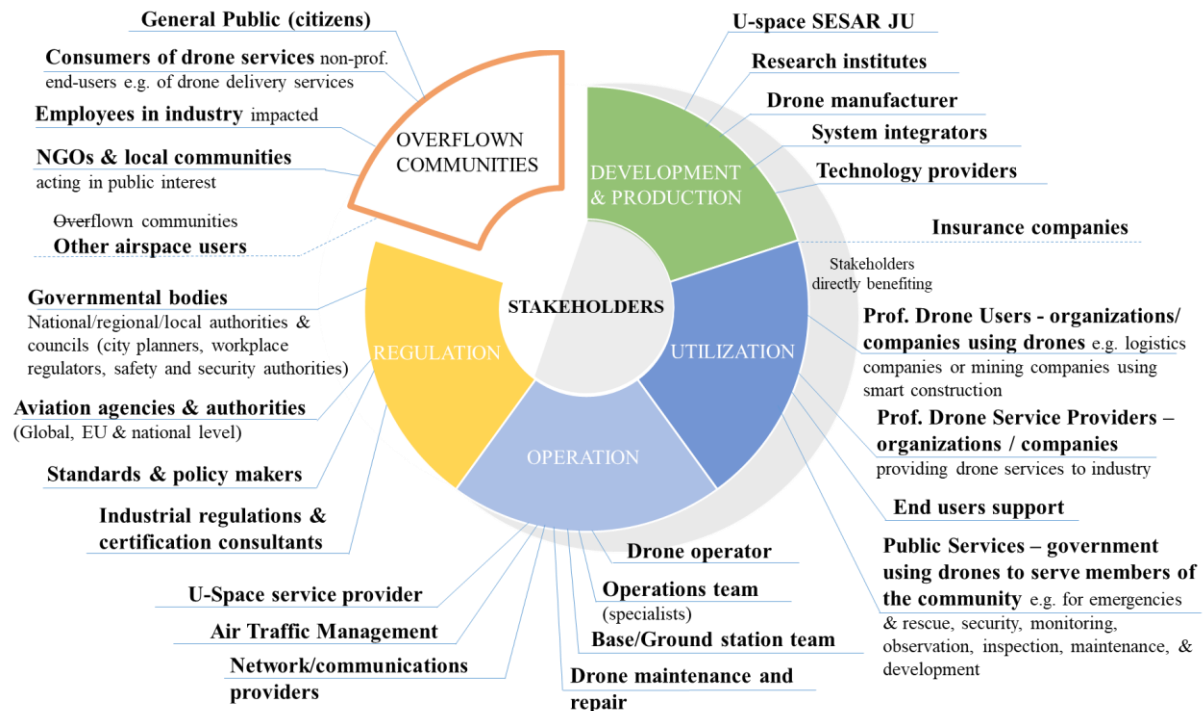 General Public (citizens)
Consumers of drone services non-prof.
end-users e.g. of drone delivery services
Employees in industry impacted
NGOs & local communities
acting in public interest
Overflown communities
Other airspace users
OVERFLOWN
COMMUNITIES
U-space SESAR JU
Research institutes
Drone manufacturer
System integrators
Technology providers
DEVELOPMENT
& PRODUCTION
Insurance companies
Stakeholders
directly benefiting
STAKEHOLDERS
Governmental bodies
National/regional/local authorities &
councils (city planners, workplace
regulators, safety and security authorities)
Aviation agencies & authorities
(Global, EU & national level)
Standards & policy makers
Industrial regulations &
certification consultants
REGULATION
UTILIZATION
Prof. Drone Users - organizations/
companies using drones e.g. logistics
companies or mining companies using
smart construction
Prof. Drone Service Providers –
organizations / companies
providing drone services to industry
End users support
Public Services – government
using drones to serve members of
the community e.g. for emergencies
& rescue, security, monitoring,
observation, inspection, maintenance, &
development
OPERATION
U-Space service provider
Air Traffic Management
Network/communications
providers
Drone operator
Operations team
(specialists)
Base/Ground station team
Drone maintenance and
repair